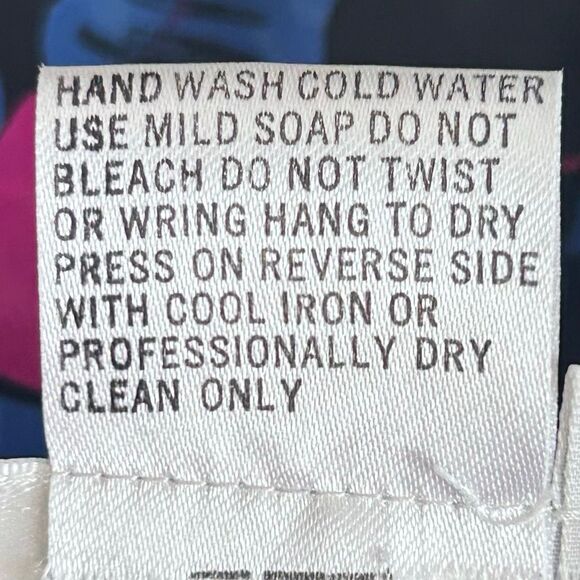 HAND WASH COLD WATER
USE MILD SOAP DO NOT
BLEACH DO NOT TWIST
OR WRING HANG TO DRY
PRESS ON REVERSE SIDE
WITH COOL IRON OR
PROFESSIONALLY DRY
CLEAN ONLY